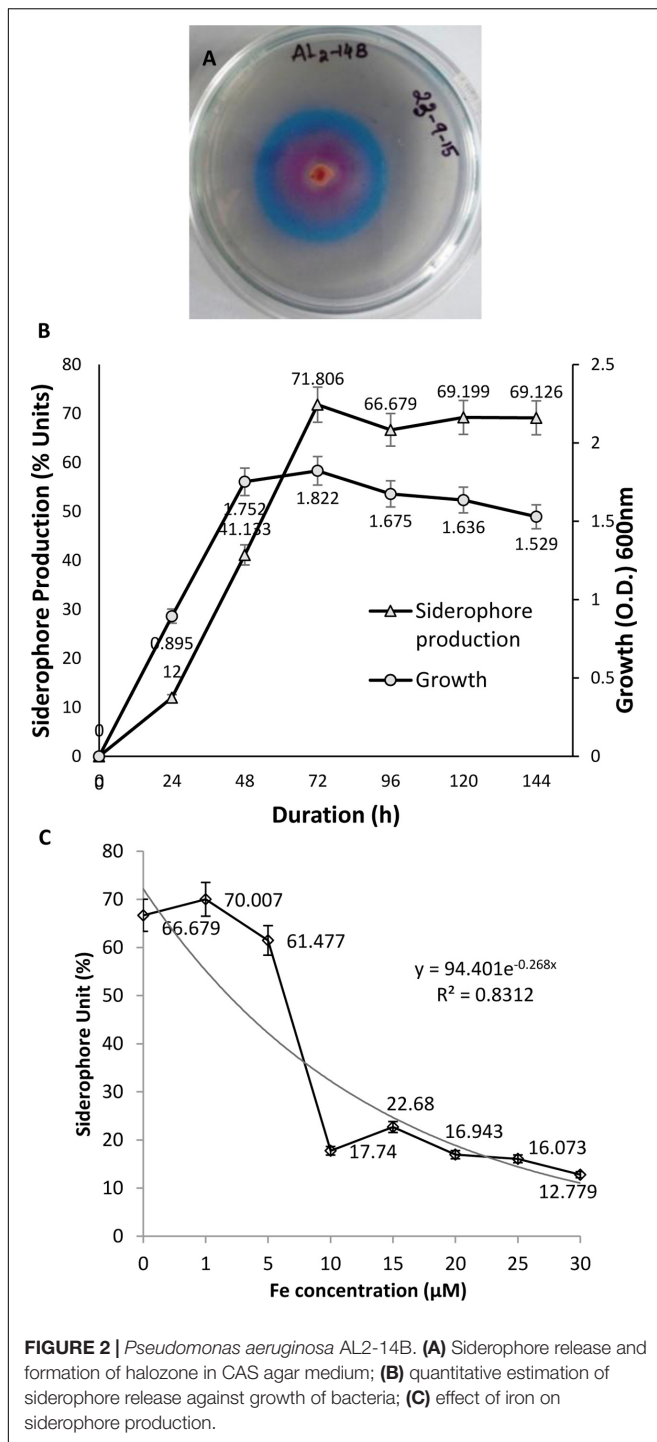 A
AL2-14B
23-9-15
B
Siderophore Production (% Units)
80
70
60
50
40
30
20
10
0
2.5
2
1.5
1
0.5
0
Growth (O.D.) 600nm
71.806
66.679
69.199
69.126
1.752
41.133
1.822
1.675
1.636
1.529
0.895
12
0
0
Siderophore
production
Growth
0 24 48 72 96 120 144
Duration (h)
C
Siderophore Unit (%)
80
70
60
50
40
30
20
10
0
66.679
70.007
61.477
y = 94.401e^-0.268x
R² = 0.8312
17.74
22.68
16.943
16.073
12.779
0 1 5 10 15 20 25 30
Fe concentration (µM)
FIGURE 2 | Pseudomonas aeruginosa AL2-14B. (A) Siderophore release and
formation of halozone in CAS agar medium; (B) quantitative estimation of
siderophore release against growth of bacteria; (C) effect of iron on
siderophore production.